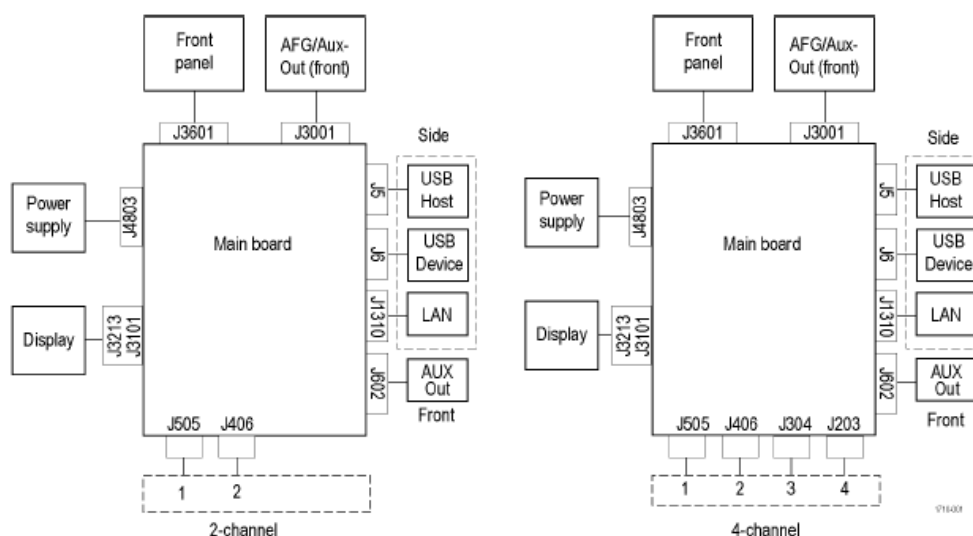 Front
panel
AFG/Aux-
Out (front)
J3601
J3001
Side
Power
supply
J4803
Main board
J5
USB
Host
J6
USB
Device
J1310
LAN
Display
J3213
J3101
J602
AUX
Out
Front
J505
J406
1
2
2-channel
Front
panel
AFG/Aux-
Out (front)
J3601
J3001
Side
Power
supply
J4803
Main board
J5
USB
Host
J6
USB
Device
J1310
LAN
Display
J3213
J3101
J602
AUX
Out
Front
J505
J406
J304
J203
1
2
3
4
4-channel